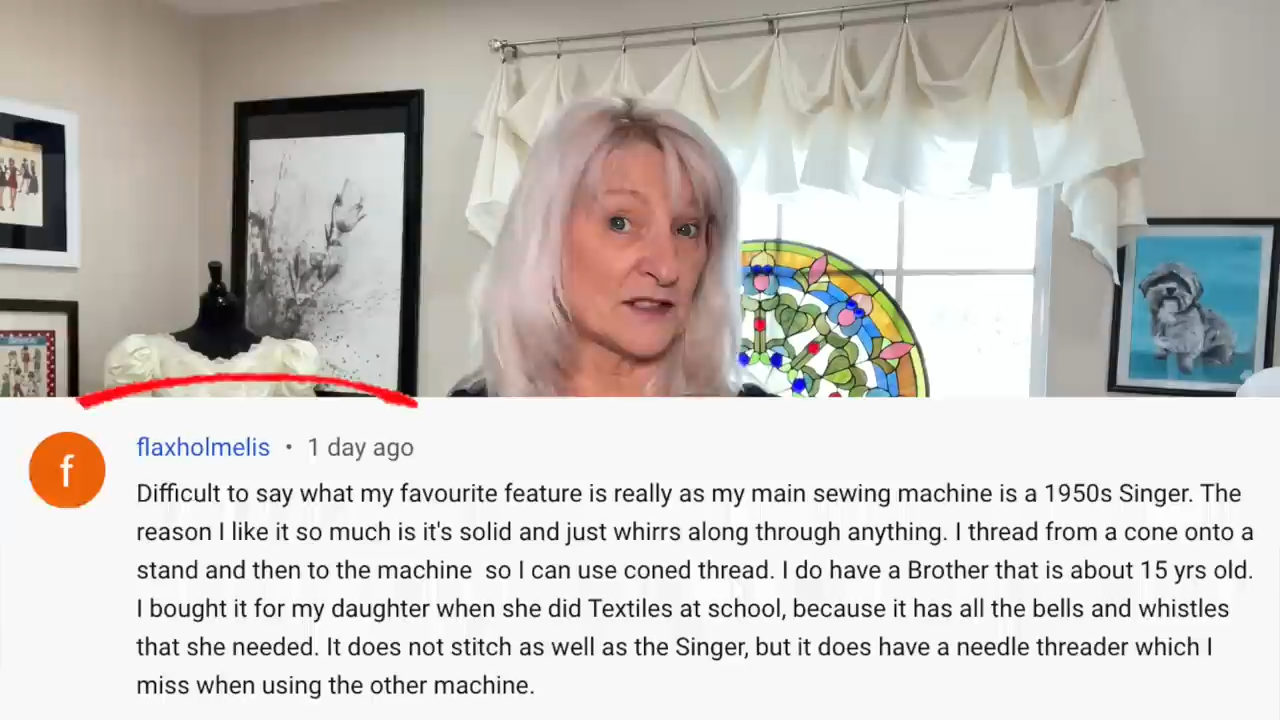 f
flaxholmelis • 1 day ago
Difficult to say what my favourite feature is really as my main sewing machine is a 1950s Singer. The
reason I like it so much is it's solid and just whirrs along through anything. I thread from a cone onto a
stand and then to the machine  so I can use coned thread. I do have a Brother that is about 15 yrs old.
I bought it for my daughter when she did Textiles at school, because it has all the bells and whistles
that she needed. It does not stitch as well as the Singer, but it does have a needle threader which I
miss when using the other machine.